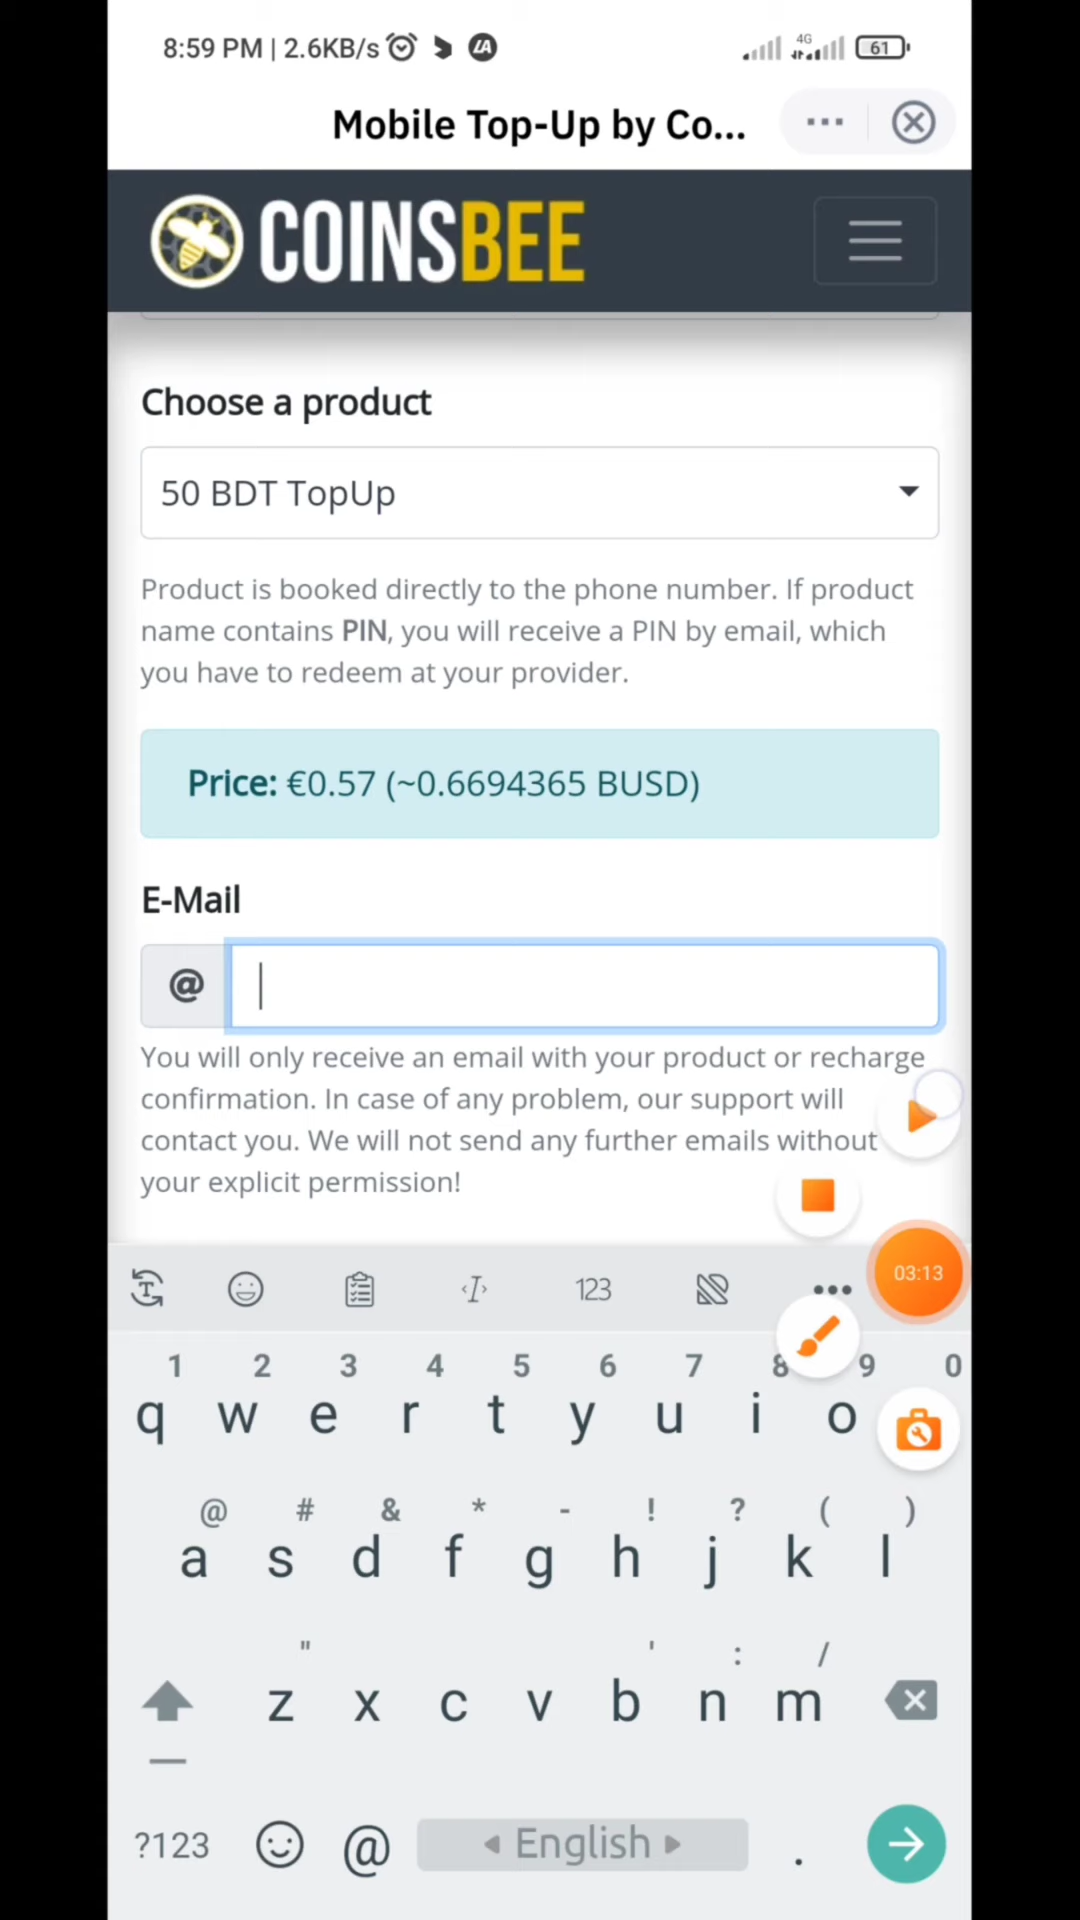 8:59 PM | 2.6KB/s
4G
61
Mobile Top-Up by Co...
COINSBEE
Choose a product
50 BDT TopUp
Product is booked directly to the phone number. If product
name contains PIN, you will receive a PIN by email, which
you have to redeem at your provider.
Price: €0.57 (~0.6694365 BUSD)
E-Mail
@
You will only receive an email with your product or recharge
confirmation. In case of any problem, our support will
contact you. We will not send any further emails without
your explicit permission!
03:13
123
1 2 3 4 5 6 7 8 9 0
q w e r t y u i o
@ # & * - ! ? ( )
a s d f g h j k l
" ' : /
z x c v b n m
?123 @ English .